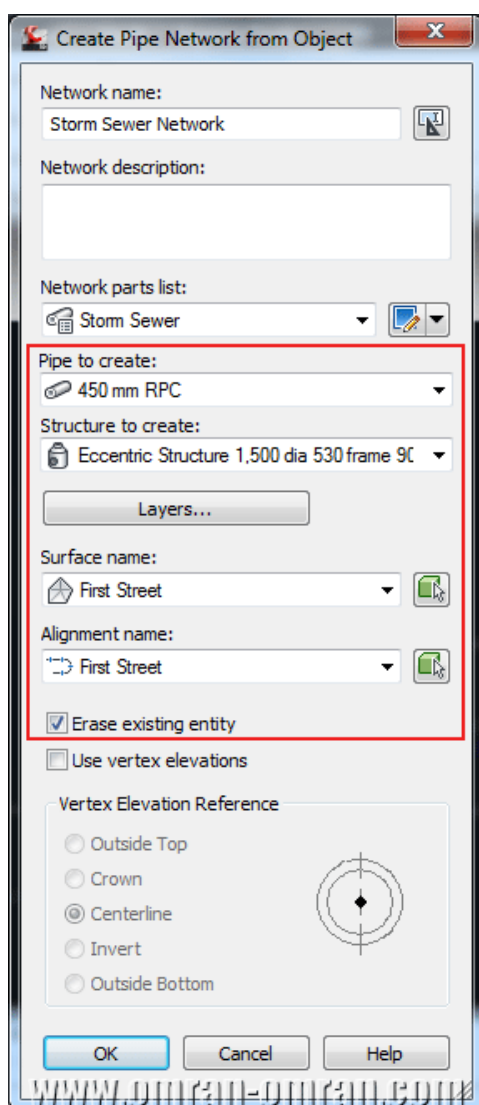 Create Pipe Network from Object
Network name:
Storm Sewer Network
Network description:
Network parts list:
Storm Sewer
Pipe to create:
450 mm RPC
Structure to create:
Eccentric Structure 1,500 dia 530 frame 90
Layers...
Surface name:
First Street
Alignment name:
First Street
Erase existing entity
Use vertex elevations
Vertex Elevation Reference
Outside Top
Crown
Centerline
Invert
Outside Bottom
OK Cancel Help
www.omran-omran.com